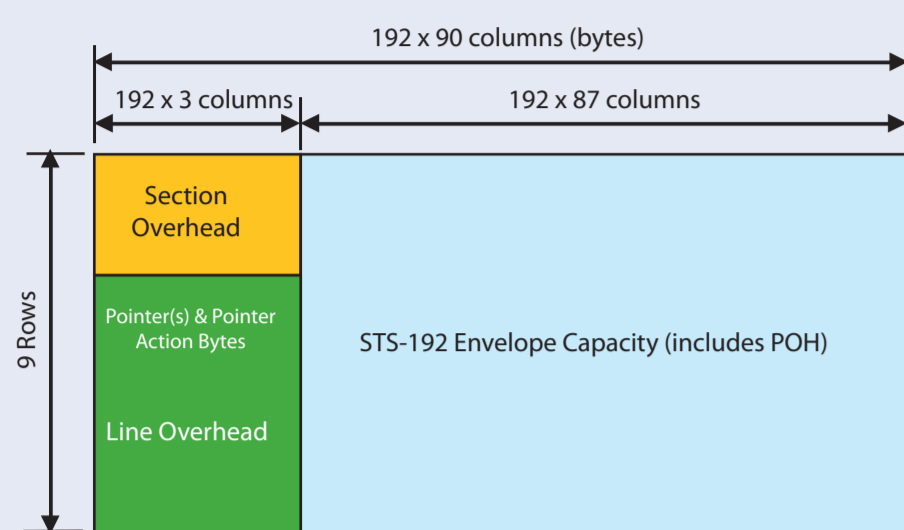 192 x 90 columns (bytes)
192 x 3 columns
192 x 87 columns
Section
Overhead
9 Rows
Pointer(s) & Pointer
Action Bytes
STS-192 Envelope Capacity (includes POH)
Line Overhead